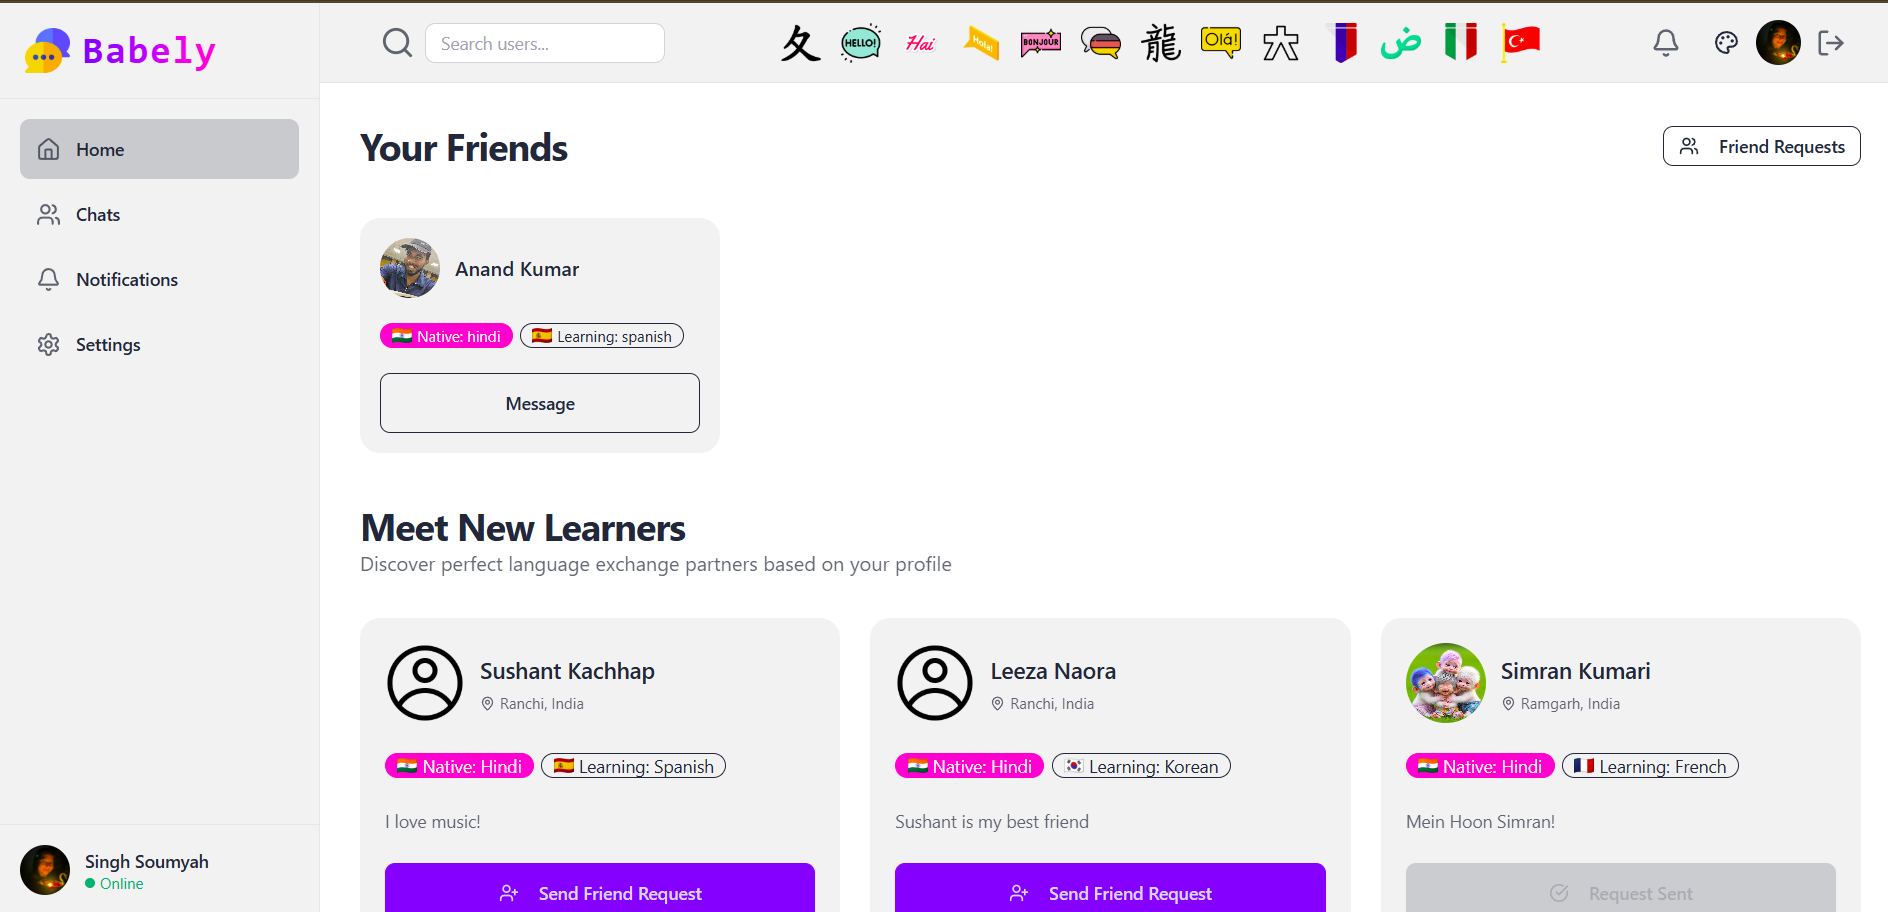 Babely
Search users...
久 HELLO! Hai Hola! BONJOUR 龍 Olá! 六 ض
Home
Chats
Notifications
Settings
Your Friends
Friend Requests
Anand Kumar
🇮🇳 Native: hindi 🇪🇸 Learning: spanish
Message
Meet New Learners
Discover perfect language exchange partners based on your profile
Sushant Kachhap
Ranchi, India
🇮🇳 Native: Hindi 🇪🇸 Learning: Spanish
I love music!
Send Friend Request
Leeza Naora
Ranchi, India
🇮🇳 Native: Hindi 🇰🇷 Learning: Korean
Sushant is my best friend
Send Friend Request
Simran Kumari
Ramgarh, India
🇮🇳 Native: Hindi 🇫🇷 Learning: French
Mein Hoon Simran!
Request Sent
Singh Soumyah
Online